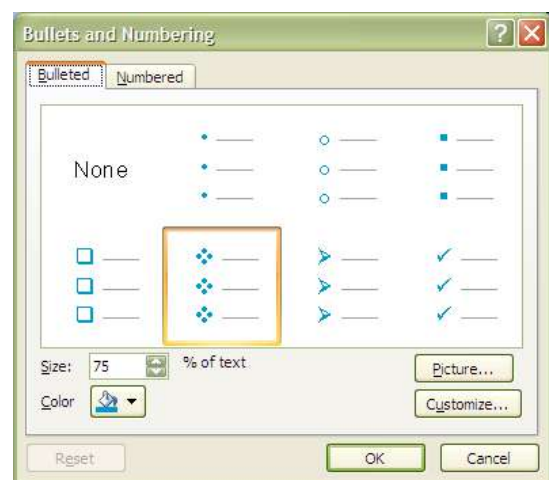 Bullets and Numbering
Bulleted Numbered
None
Size: 75 % of text Picture...
Color Customize...
Reset OK Cancel